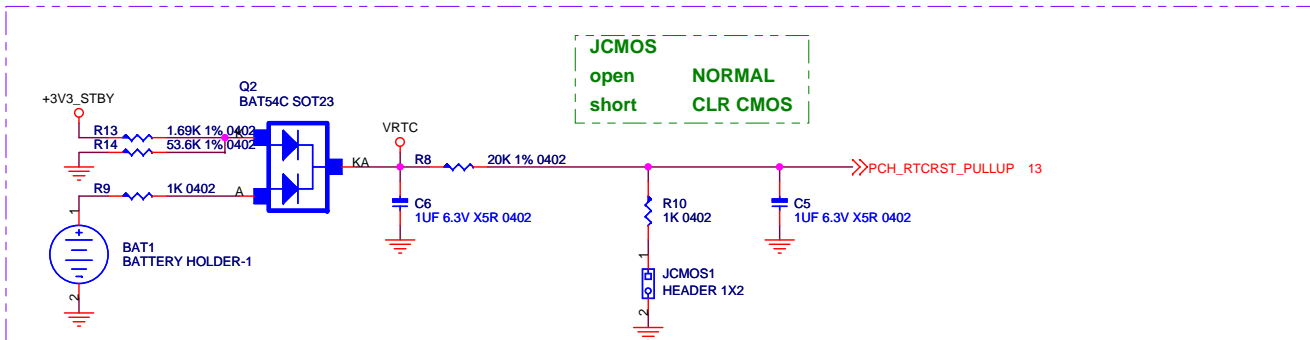 JCMOS
open NORMAL
short CLR CMOS
Q2
BAT54C SOT23
+3V3_STBY
R13 1.69K 1% 0402
R14 53.6K 1% 0402
VRTC
KA
R8 20K 1% 0402
PCH_RTCRST_PULLUP 13
R9 1K 0402 A
C6
1UF 6.3V X5R 0402
R10
1K 0402
C5
1UF 6.3V X5R 0402
1
BAT1
BATTERY HOLDER-1
2
1
JCMOS1
HEADER 1X2
2